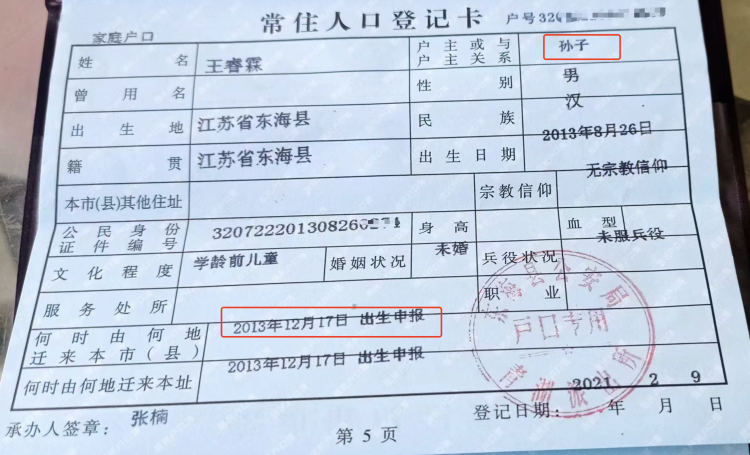 家庭户口
常住人口登记卡
户号 320
姓名 王睿霖 户主或与户主关系 孙子
曾用名 性别 男
出生地 江苏省东海县 民族 汉
籍贯 江苏省东海县 出生日期 2013年8月26日
本市(县)其他住址 宗教信仰 无宗教信仰
公民身份证件编号 32072220130826 身高 血型
文化程度 学龄前儿童 婚姻状况 未婚 兵役状况 未服兵役
服务处所 职业
何时由何地迁来本市(县) 2013年12月17日 出生申报
何时由何地迁来本址 2013年12月17日 出生申报
公安局
户口专用
派出所
承办人签章: 张楠 登记日期: 2021年2月9日
第 5 页